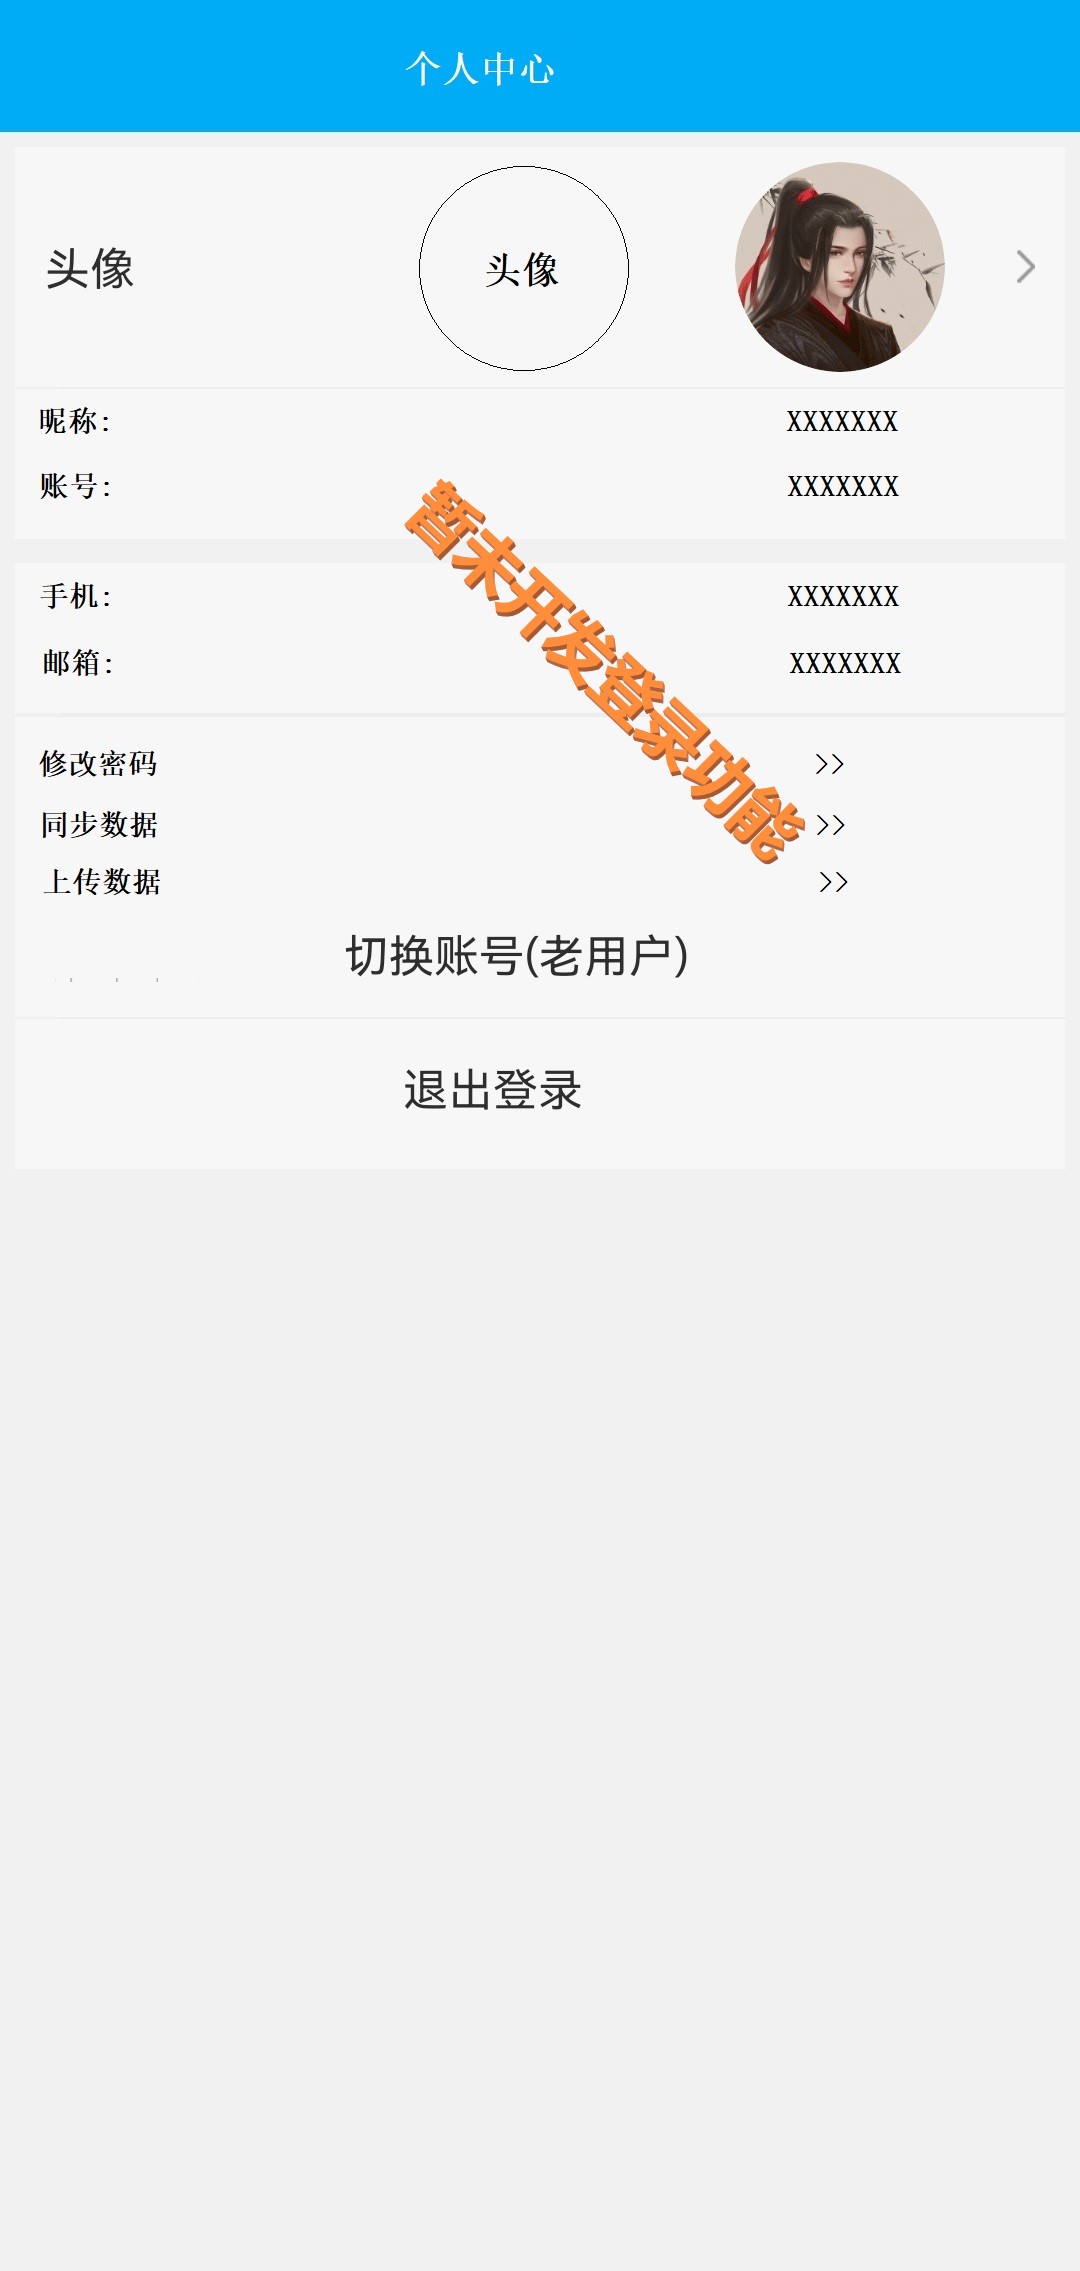 个人中心
头像
头像
昵称: XXXXXXX
账号: XXXXXXX
暂未开发登录功能
手机: XXXXXXX
邮箱: XXXXXXX
修改密码 >>
同步数据 >>
上传数据 >>
切换账号(老用户)
退出登录